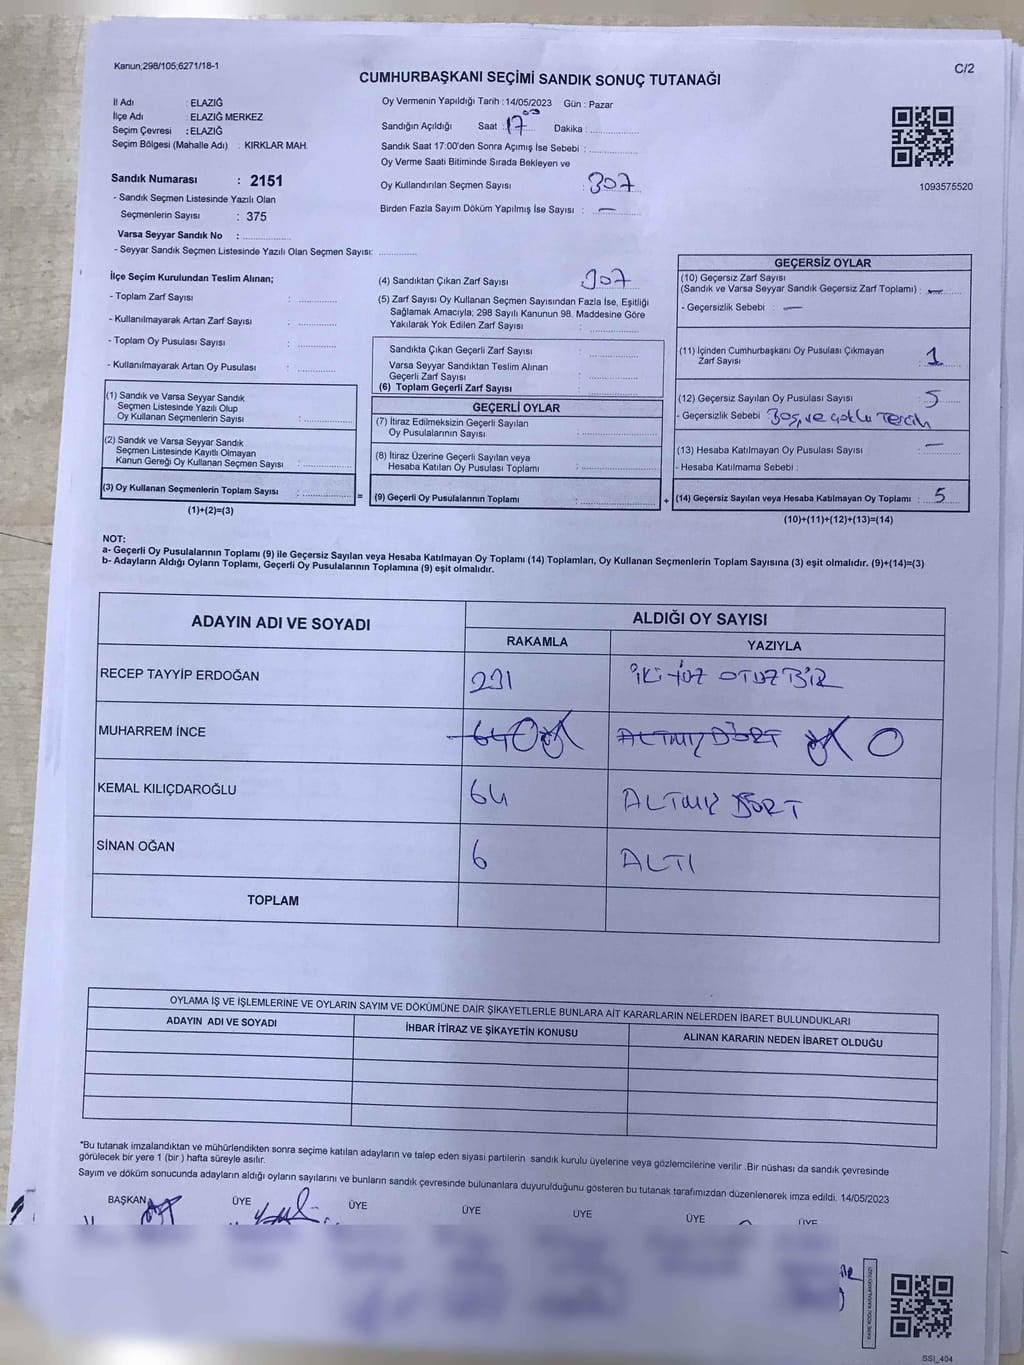 Kanun,298/105,6271/18-1
C/2
CUMHURBAŞKANI SEÇİMİ SANDIK SONUÇ TUTANAĞI
İl Adı : ELAZIĞ
İlçe Adı : ELAZIĞ MERKEZ
Seçim Çevresi : ELAZIĞ
Seçim Bölgesi (Mahalle Adı) : KIRKLAR MAH.
Sandık Numarası : 2151
- Sandık Seçmen Listesinde Yazılı Olan
Seçmenlerin Sayısı : 375
Varsa Seyyar Sandık No : ............
- Seyyar Sandık Seçmen Listesinde Yazılı Olan Seçmen Sayısı: ............
Oy Vermenin Yapıldığı Tarih :14/05/2023 Gün : Pazar
Sandığın Açıldığı Saat : 17 00 Dakika : ............
Sandık Saat 17:00'den Sonra Açımış İse Sebebi : ............
Oy Verme Saati Bitiminde Sırada Bekleyen ve
Oy Kullandırılan Seçmen Sayısı : 307
Birden Fazla Sayım Döküm Yapılmış İse Sayısı : —
1093575520
İlçe Seçim Kurulundan Teslim Alınan;
- Toplam Zarf Sayısı : ............
- Kullanılmayarak Artan Zarf Sayısı : ............
- Toplam Oy Pusulası Sayısı : ............
- Kullanılmayarak Artan Oy Pusulası : ............
(1) Sandık ve Varsa Seyyar Sandık
Seçmen Listesinde Yazılı Olup
Oy Kullanan Seçmenlerin Sayısı : ............
(2) Sandık ve Varsa Seyyar Sandık
Seçmen Listesinde Kayıtlı Olmayan
Kanun Gereği Oy Kullanan Seçmen Sayısı : ............
(3) Oy Kullanan Seçmenlerin Toplam Sayısı : ............ =
(1)+(2)=(3)
(4) Sandıktan Çıkan Zarf Sayısı : 307
(5) Zarf Sayısı Oy Kullanan Seçmen Sayısından Fazla İse, Eşitliği
Sağlamak Amacıyla; 298 Sayılı Kanunun 98. Maddesine Göre
Yakılarak Yok Edilen Zarf Sayısı : ............
Sandıkta Çıkan Geçerli Zarf Sayısı : ............
Varsa Seyyar Sandıktan Teslim Alınan
Geçerli Zarf Sayısı : ............
(6) Toplam Geçerli Zarf Sayısı : ............
GEÇERLİ OYLAR
(7) İtiraz Edilmeksizin Geçerli Sayılan
Oy Pusulalarının Sayısı : ............
(8) İtiraz Üzerine Geçerli Sayılan veya
Hesaba Katılan Oy Pusulası Toplamı : ............
(9) Geçerli Oy Pusulalarının Toplamı : ............ +
GEÇERSİZ OYLAR
(10) Geçersiz Zarf Sayısı
(Sandık ve Varsa Seyyar Sandık Geçersiz Zarf Toplamı) : —
- Geçersizlik Sebebi : —
(11) İçinden Cumhurbaşkanı Oy Pusulası Çıkmayan
Zarf Sayısı : 1
(12) Geçersiz Sayılan Oy Pusulası Sayısı : 5
- Geçersizlik Sebebi : Boş, ve çoklu Tercih
(13) Hesaba Katılmayan Oy Pusulası Sayısı : —
- Hesaba Katılmama Sebebi :
(14) Geçersiz Sayılan veya Hesaba Katılmayan Oy Toplamı : 5
(10)+(11)+(12)+(13)=(14)
NOT:
a- Geçerli Oy Pusulalarının Toplamı (9) ile Geçersiz Sayılan veya Hesaba Katılmayan Oy Toplamı (14) Toplamları, Oy Kullanan Seçmenlerin Toplam Sayısına (3) eşit olmalıdır. (9)+(14)=(3)
b- Adayların Aldığı Oyların Toplamı, Geçerli Oy Pusulalarının Toplamına (9) eşit olmalıdır.
ADAYIN ADI VE SOYADI ALDIĞI OY SAYISI
RAKAMLA YAZIYLA
RECEP TAYYİP ERDOĞAN 231 İKİ YÜZ OTUZ BİR
MUHARREM İNCE 64 0 ALTMIŞ DÖRT 0
KEMAL KILIÇDAROĞLU 64 ALTMIŞ DÖRT
SİNAN OĞAN 6 ALTI
TOPLAM
OYLAMA İŞ VE İŞLEMLERİNE VE OYLARIN SAYIM VE DÖKÜMÜNE DAİR ŞİKAYETLERLE BUNLARA AİT KARARLARIN NELERDEN İBARET BULUNDUKLARI
ADAYIN ADI VE SOYADI İHBAR İTİRAZ VE ŞİKAYETİN KONUSU ALINAN KARARIN NEDEN İBARET OLDUĞU
*Bu tutanak imzalandıktan ve mühürlendikten sonra seçime katılan adayların ve talep eden siyasi partilerin sandık kurulu üyelerine veya gözlemcilerine verilir .Bir nüshası da sandık çevresinde
görülecek bir yere 1 (bir ) hafta süreyle asılır.
Sayım ve döküm sonucunda adayların aldığı oyların sayılarını ve bunların sandık çevresinde bulunanlara duyurulduğunu gösteren bu tutanak tarafımızdan düzenlenerek imza edildi. 14/05/2023
BAŞKAN ÜYE ÜYE ÜYE ÜYE ÜYE ÜYE
SSI_404